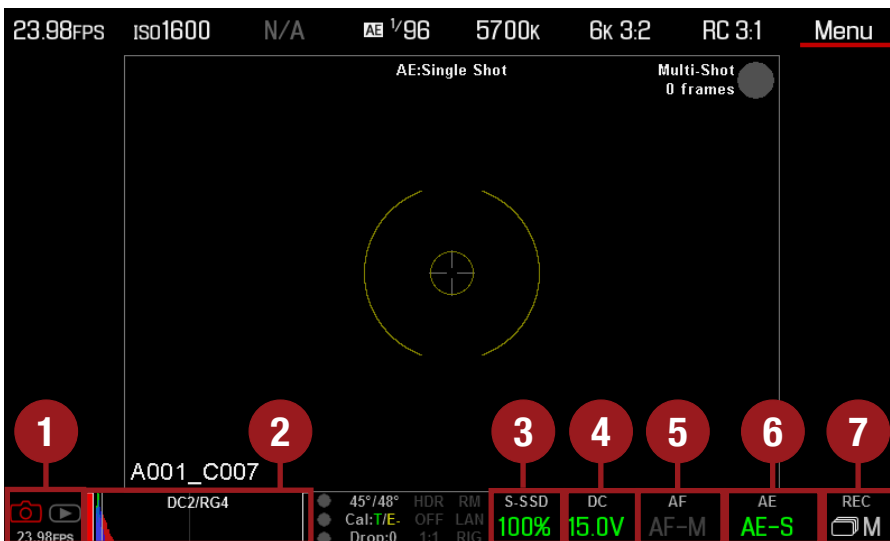 23.98FPS ISO1600 N/A AE 1/96 5700K 6K 3:2 RC 3:1 Menu
AE:Single Shot
Multi-Shot
0 frames
1 2 3 4 5 6 7
A001_C007
23.98FPS
DC2/RG4
45°/48° HDR RM
Cal:T/E- OFF LAN
Drop:0 1:1 RIG
S-SSD
100%
DC
15.0V
AF
AF-M
AE
AE-S
REC
M